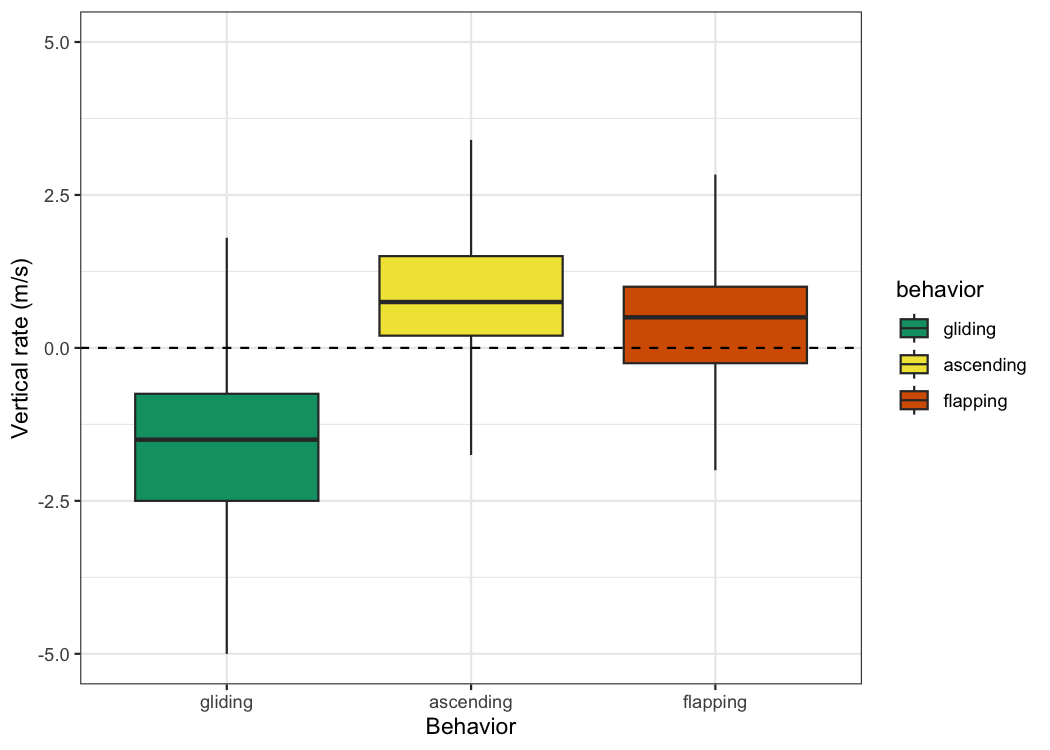 5.0
2.5
0.0
-2.5
-5.0
Vertical rate (m/s)
gliding
ascending
flapping
Behavior
behavior
gliding
ascending
flapping